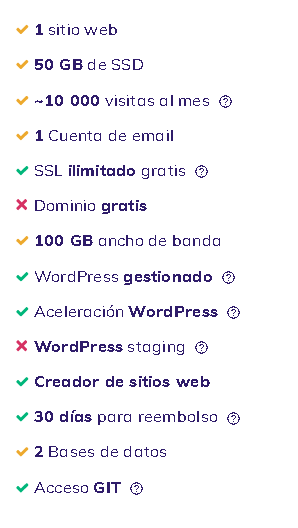 1 sitio web
50 GB de SSD
~10 000 visitas al mes ?
1 Cuenta de email
SSL ilimitado gratis ?
Dominio gratis
100 GB ancho de banda
WordPress gestionado ?
Aceleración WordPress ?
WordPress staging ?
Creador de sitios web
30 días para reembolso ?
2 Bases de datos
Acceso GIT ?